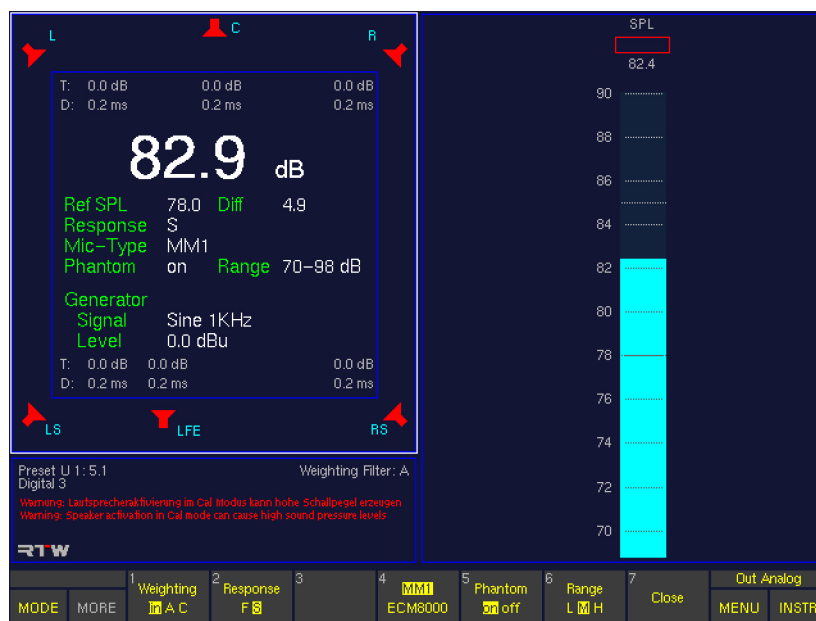 L C R
T: 0.0 dB 0.0 dB 0.0 dB
D: 0.2 ms 0.2 ms 0.2 ms
82.9 dB
Ref SPL 78.0 Diff 4.9
Response S
Mic-Type MM1
Phantom on Range 70-98 dB
Generator
Signal Sine 1KHz
Level 0.0 dBu
T: 0.0 dB 0.0 dB 0.0 dB
D: 0.2 ms 0.2 ms 0.2 ms
LS LFE RS
Preset U 1: 5.1 Weighting Filter: A
Digital 3
Warnung: Lautsprecheraktivierung im Cal Modus kann hohe Schallpegel erzeugen
Warning: Speaker activation in Cal mode can cause high sound pressure levels
RTW
SPL
82.4
90
88
86
84
82
80
78
76
74
72
70
1 Weighting 2 Response 3 4 MM1 5 Phantom 6 Range 7 Close Out Analog
MODE MORE lin A C F S ECM8000 on off L M H MENU INSTR